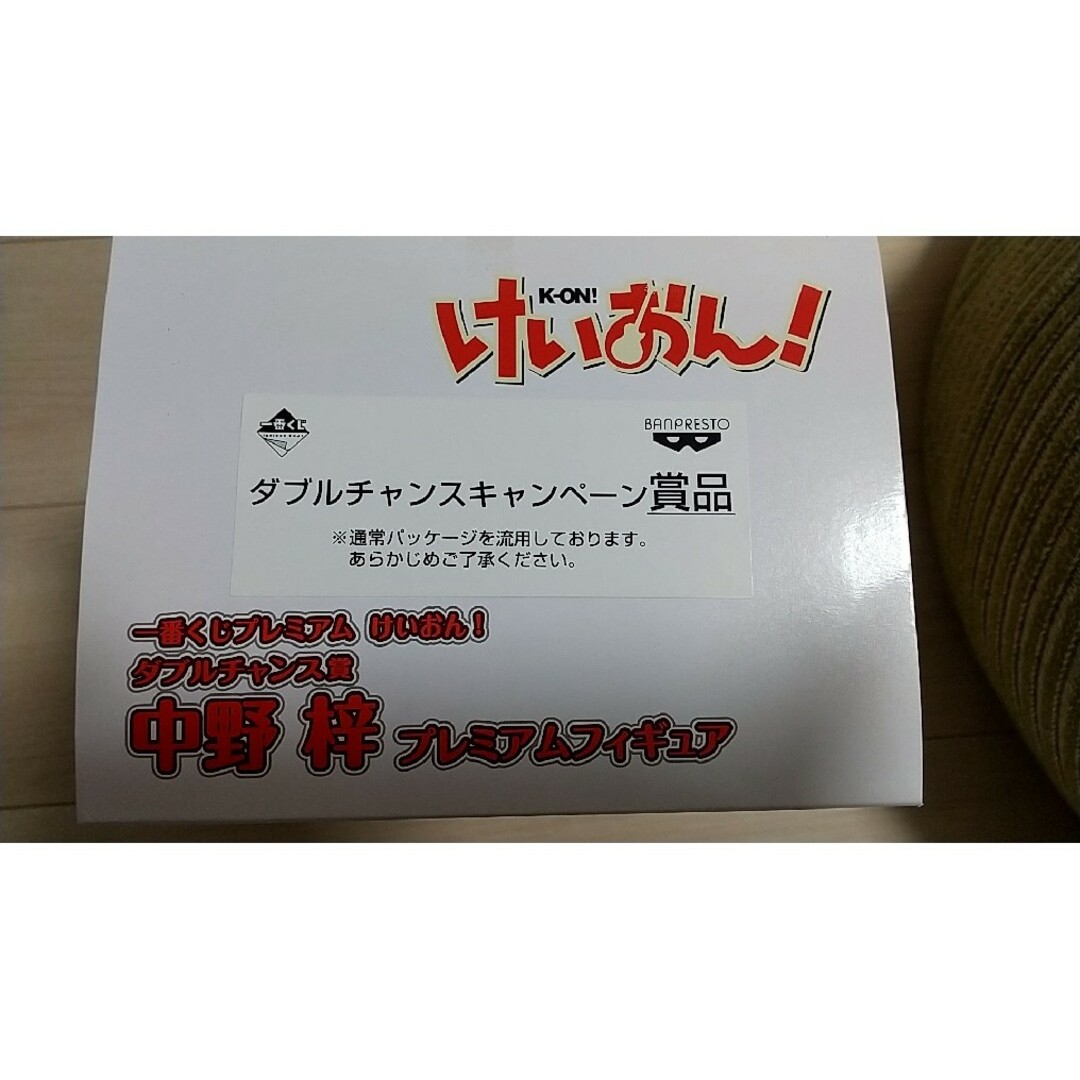 K-ON!
けいおん!
一番くじ
BANPRESTO
ダブルチャンスキャンペーン賞品
※通常パッケージを流用しております。
あらかじめご了承ください。
一番くじプレミアム けいおん!
ダブルチャンス賞
中野 梓 プレミアムフィギュア